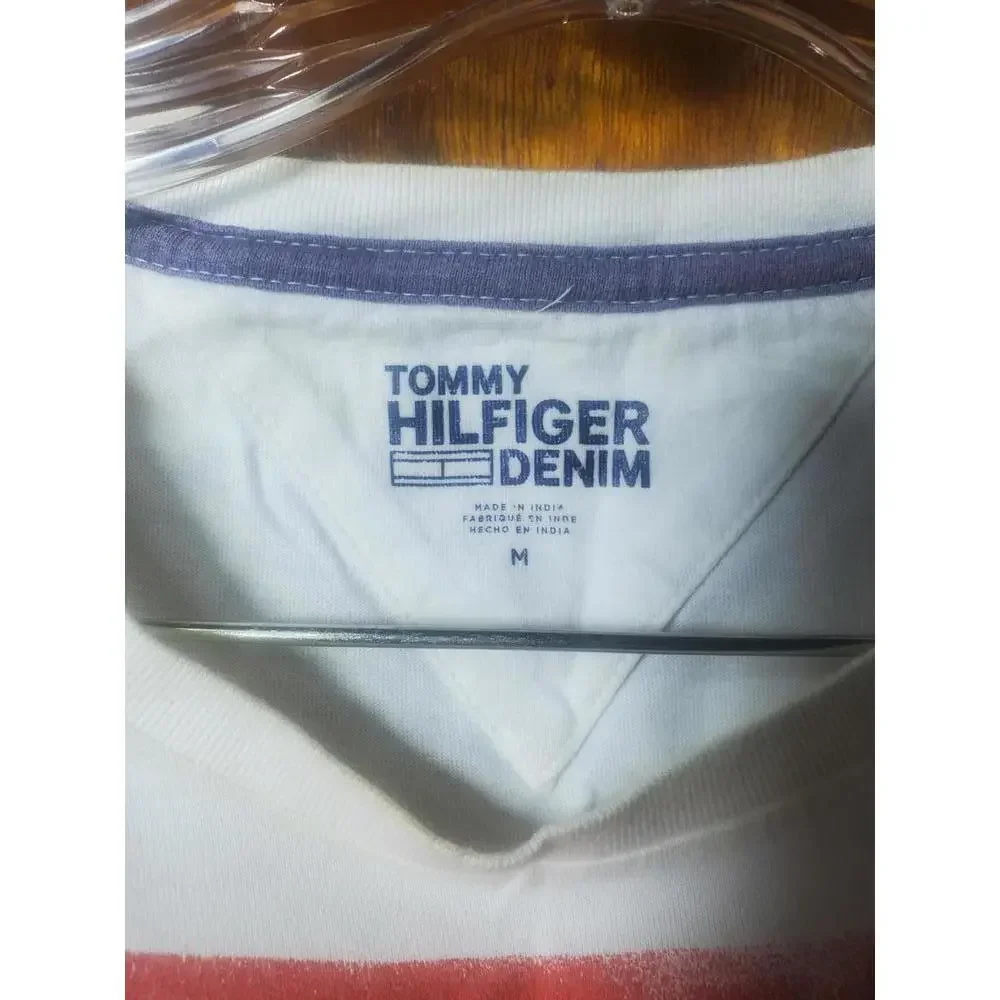 TOMMY
HILFIGER
DENIM
MADE IN INDIA
FABRIQUÉ EN INDE
HECHO EN INDIA
M